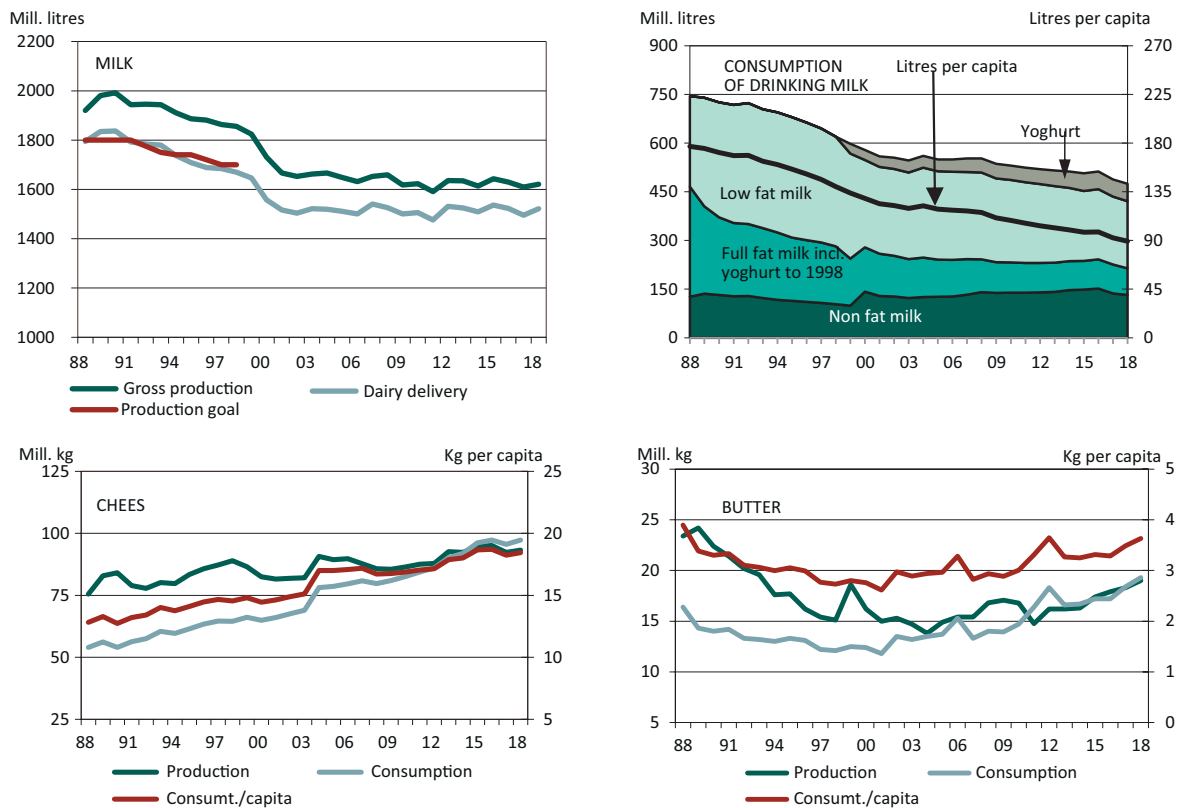 Mill. litres
2200
2000
1800
1600
1400
1200
1000
MILK
88 91 94 97 00 03 06 09 12 15 18
Gross production
Dairy delivery
Production goal
Mill. litres
Litres per capita
900
750
600
450
300
150
0
270
225
180
135
90
45
0
CONSUMPTION
OF DRINKING MILK
Litres per capita
Yoghurt
Low fat milk
Full fat milk incl.
yoghurt to 1998
Non fat milk
88 91 94 97 00 03 06 09 12 15 18
Mill. kg
Kg per capita
125
100
75
50
25
25
20
15
10
5
CHEES
88 91 94 97 00 03 06 09 12 15 18
Production
Consumption
Consumt./capita
Mill. kg
Kg per capita
30
25
20
15
10
5
5
4
3
2
1
0
BUTTER
88 91 94 97 00 03 06 09 12 15 18
Production
Consumption
Consumt./capita